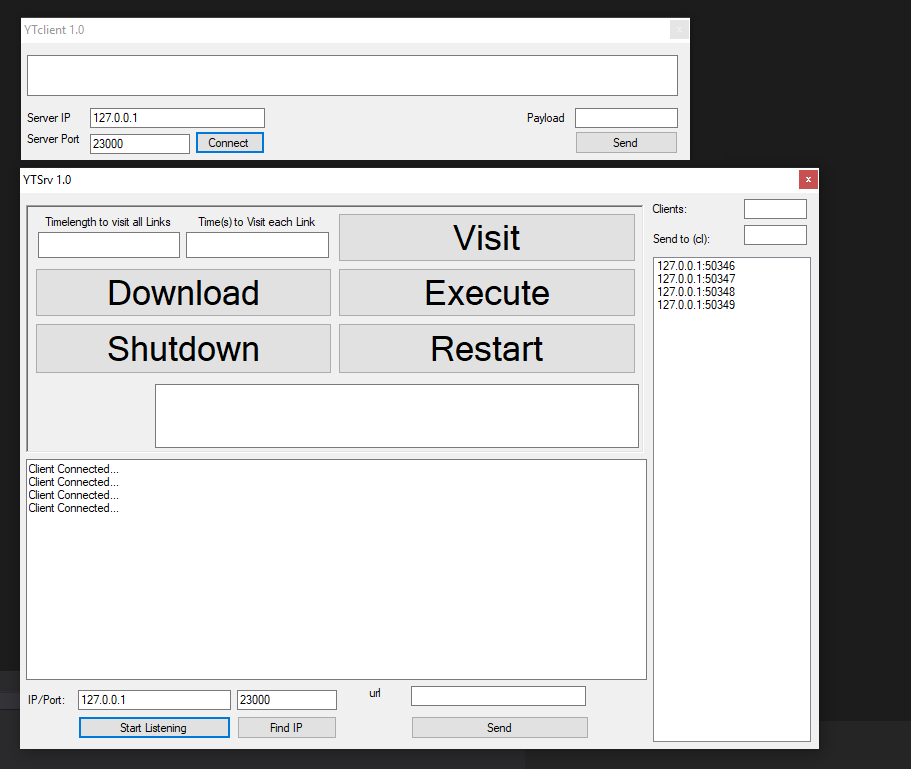 YTclient 1.0
x
Server IP
127.0.0.1
Payload
Server Port
23000
Connect
Send
YTSrv 1.0
x
Timelength to visit all Links
Time(s) to Visit each Link
Visit
Clients:
Send to (cl):
Download
Execute
Shutdown
Restart
127.0.0.1:50346
127.0.0.1:50347
127.0.0.1:50348
127.0.0.1:50349
Client Connected...
Client Connected...
Client Connected...
Client Connected...
IP/Port:
127.0.0.1
23000
url
Start Listening
Find IP
Send